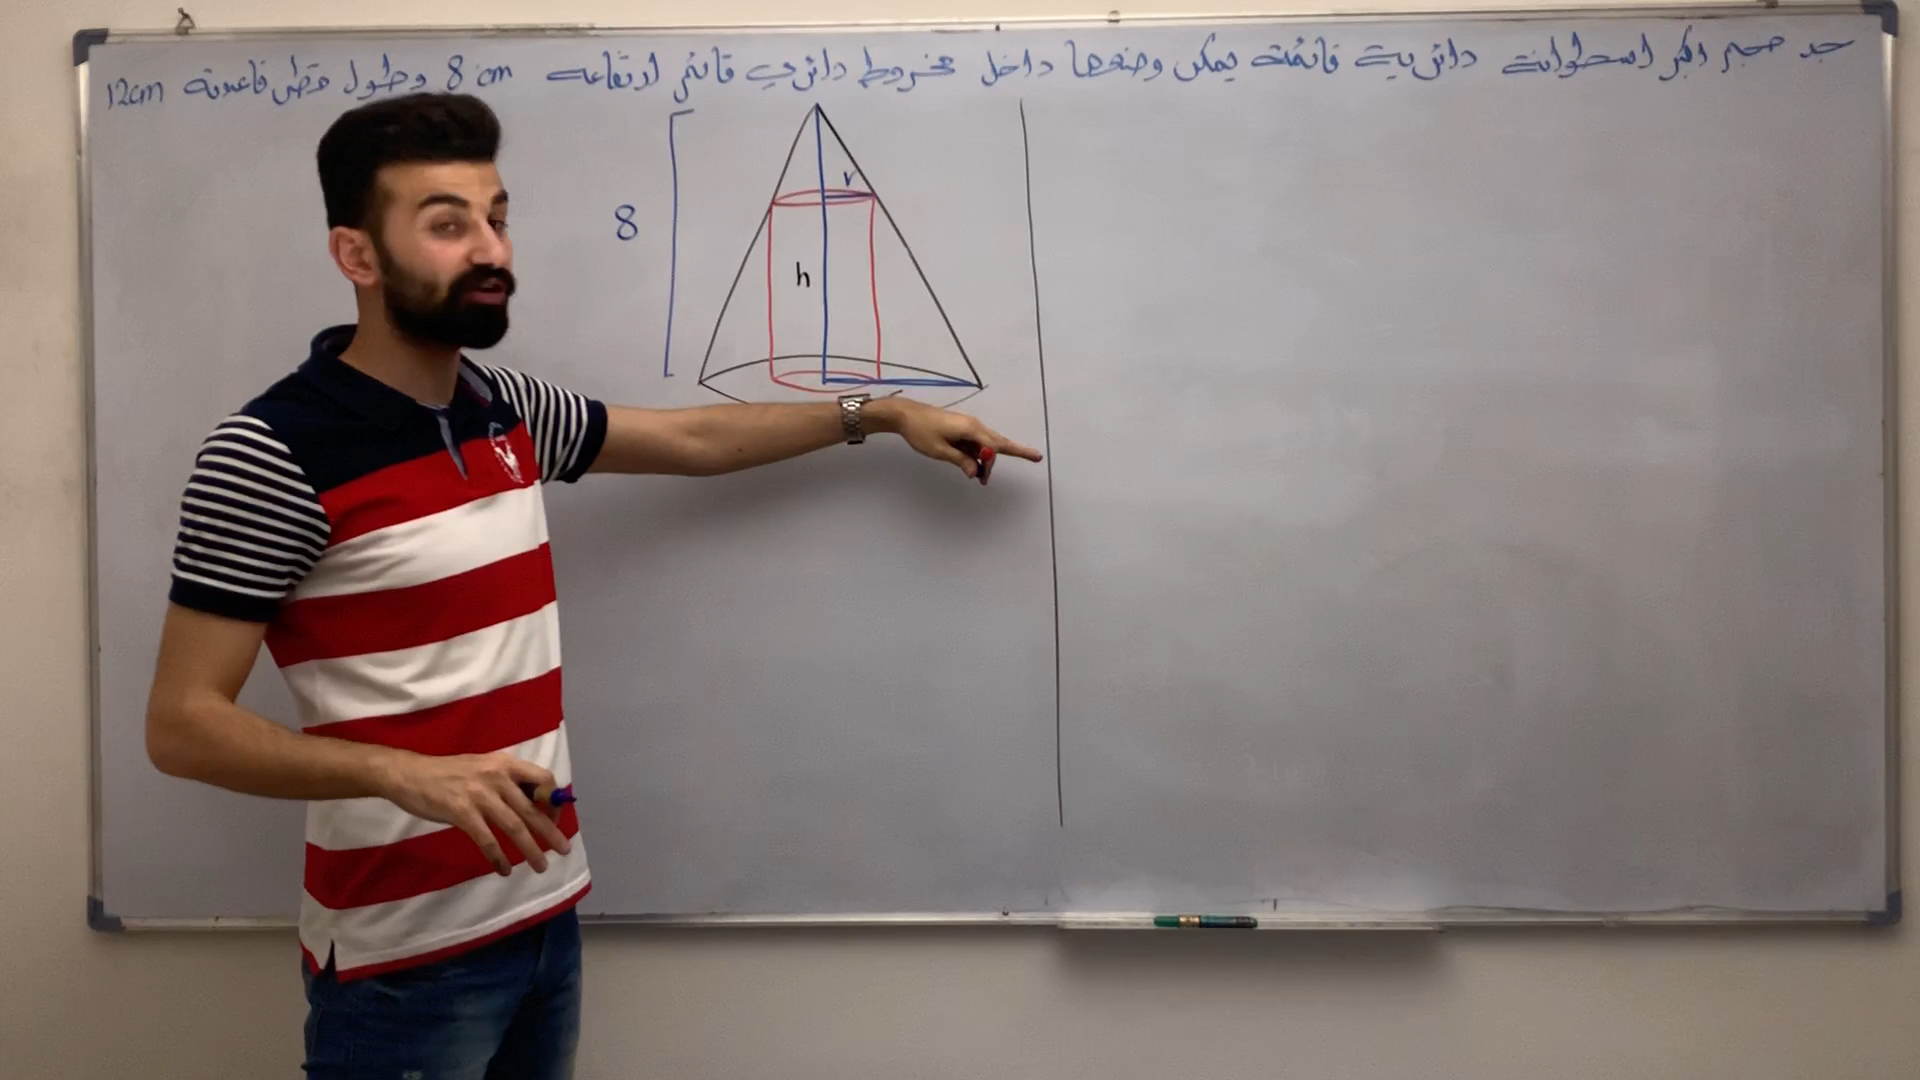 جد حجم اكبر اسطوانة دائرية قائمة يمكن وضعها داخل مخروط دائري قائم ارتفاعه 8 cm وطول قطر قاعدته 12cm
r
8
h